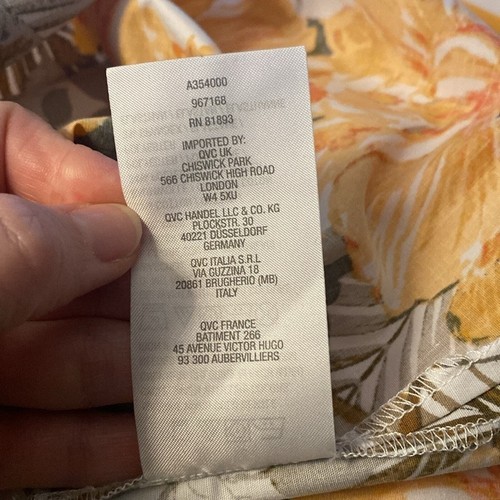 A354000
967168
RN 81893
IMPORTED BY:
QVC UK
CHISWICK PARK
566 CHISWICK HIGH ROAD
LONDON
W4 5XU
QVC HANDEL LLC & CO. KG
PLOCKSTR. 30
40221 DÜSSELDORF
GERMANY
QVC ITALIA S.R.L
VIA GUZZINA 18
20861 BRUGHERIO (MB)
ITALY
QVC FRANCE
BATIMENT 266
45 AVENUE VICTOR HUGO
93 300 AUBERVILLIERS